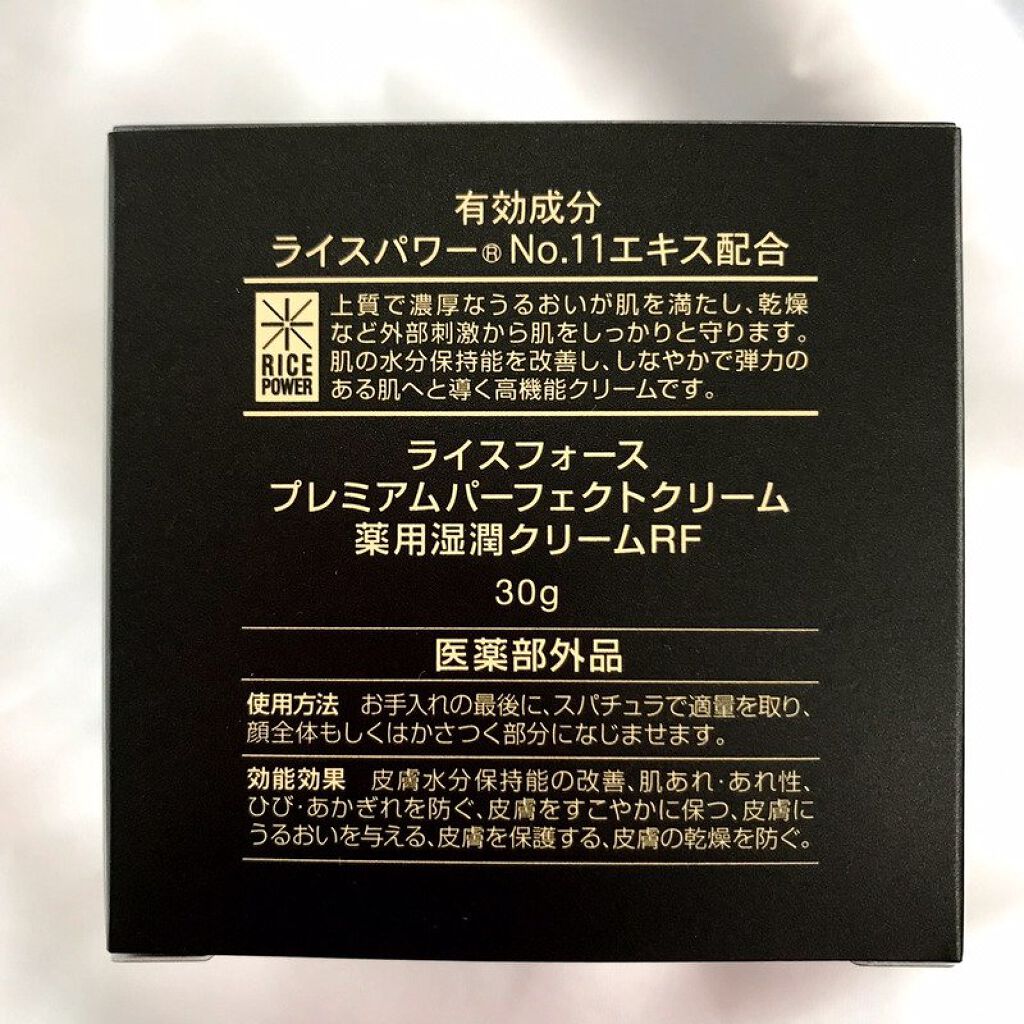 有効成分
ライスパワー® No.11エキス配合
RICE
POWER
上質で濃厚なうるおいが肌を満たし、乾燥
など外部刺激から肌をしっかりと守ります。
肌の水分保持能を改善し、しなやかで弾力の
ある肌へと導く高機能クリームです。
ライスフォース
プレミアムパーフェクトクリーム
薬用湿潤クリームRF
30g
医薬部外品
使用方法 お手入れの最後に、スパチュラで適量を取り、
顔全体もしくはかさつく部分になじませます。
効能効果 皮膚水分保持能の改善、肌あれ・あれ性、
ひび・あかぎれを防ぐ、皮膚をすこやかに保つ、皮膚に
うるおいを与える、皮膚を保護する、皮膚の乾燥を防ぐ。